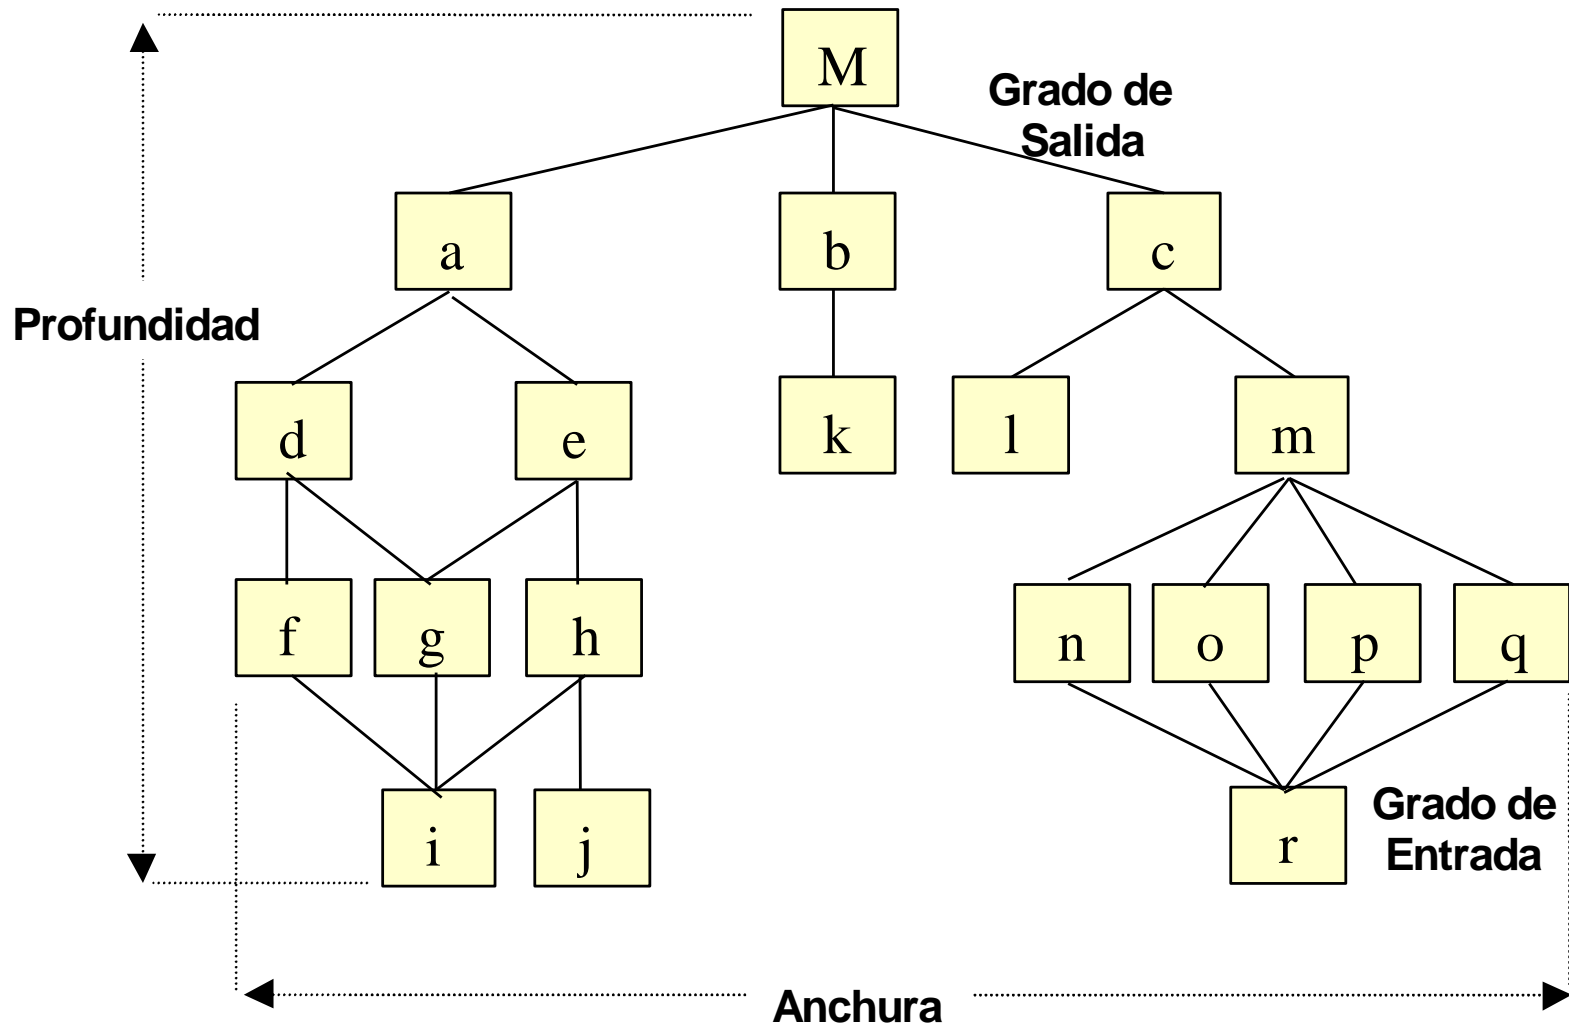 M
Grado de
Salida
a
b
c
Profundidad
d
e
k
l
m
f
g
h
n
o
p
q
i
j
r
Grado de
Entrada
Anchura